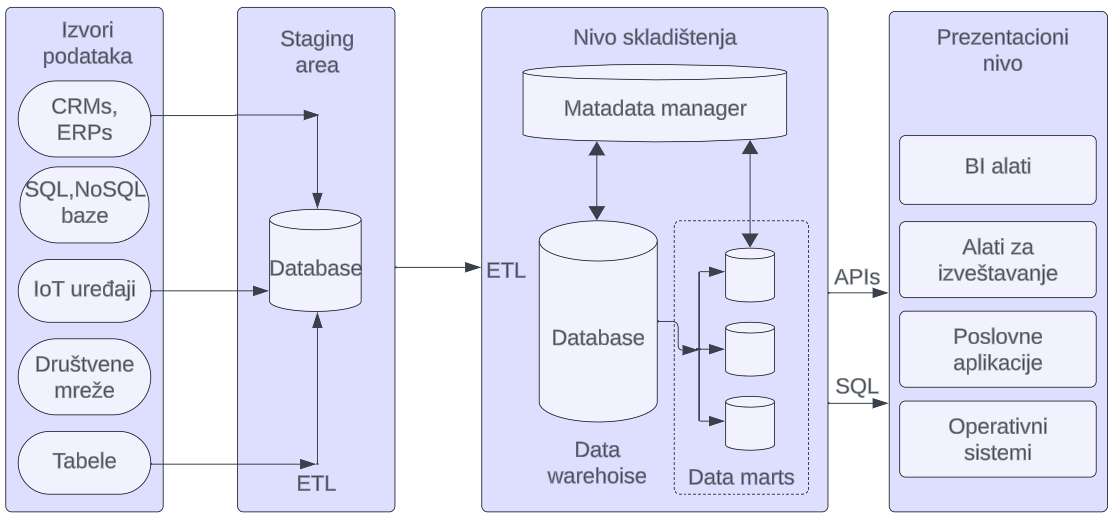 Izvori
podataka
CRMs,
ERPs
SQL,NoSQL
baze
IoT uređaji
Društvene
mreže
Tabele
Staging
area
Database
ETL
Nivo skladištenja
Matadata manager
ETL
Database
Data
warehoise
Data marts
APIs
SQL
Prezentacioni
nivo
BI alati
Alati za
izveštavanje
Poslovne
aplikacije
Operativni
sistemi